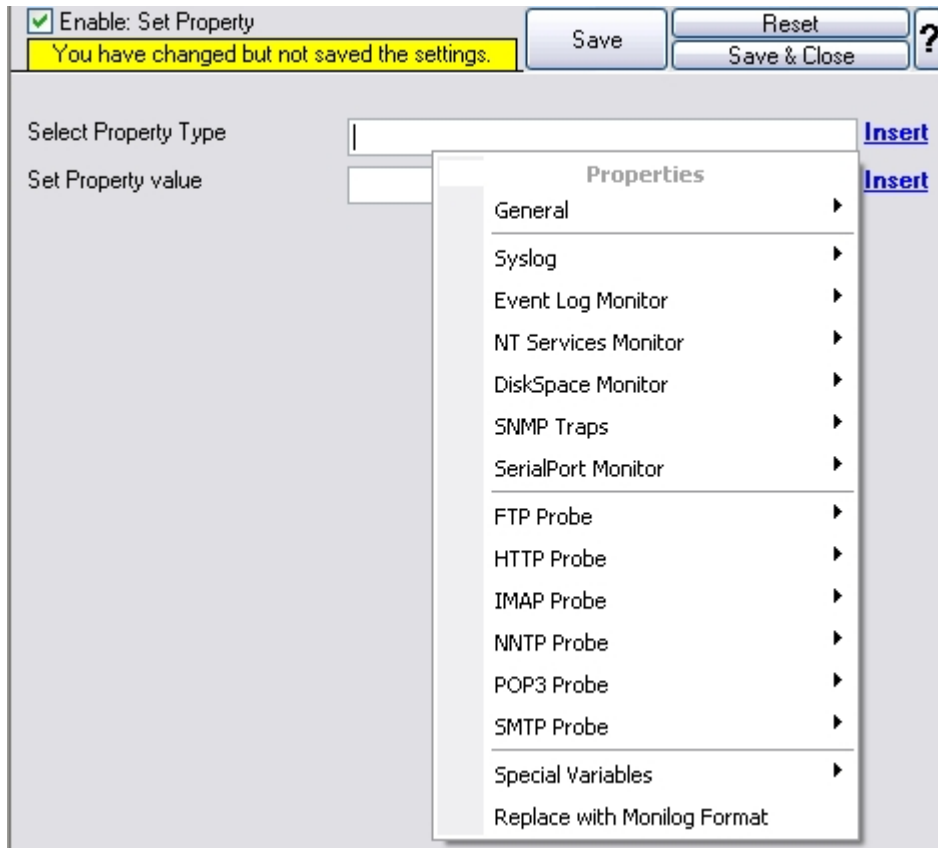 Enable: Set Property
You have changed but not saved the settings.
Save
Reset
Save & Close
?
Select Property Type
Insert
Set Property value
Insert
Properties
General
Syslog
Event Log Monitor
NT Services Monitor
DiskSpace Monitor
SNMP Traps
SerialPort Monitor
FTP Probe
HTTP Probe
IMAP Probe
NNTP Probe
POP3 Probe
SMTP Probe
Special Variables
Replace with Monilog Format